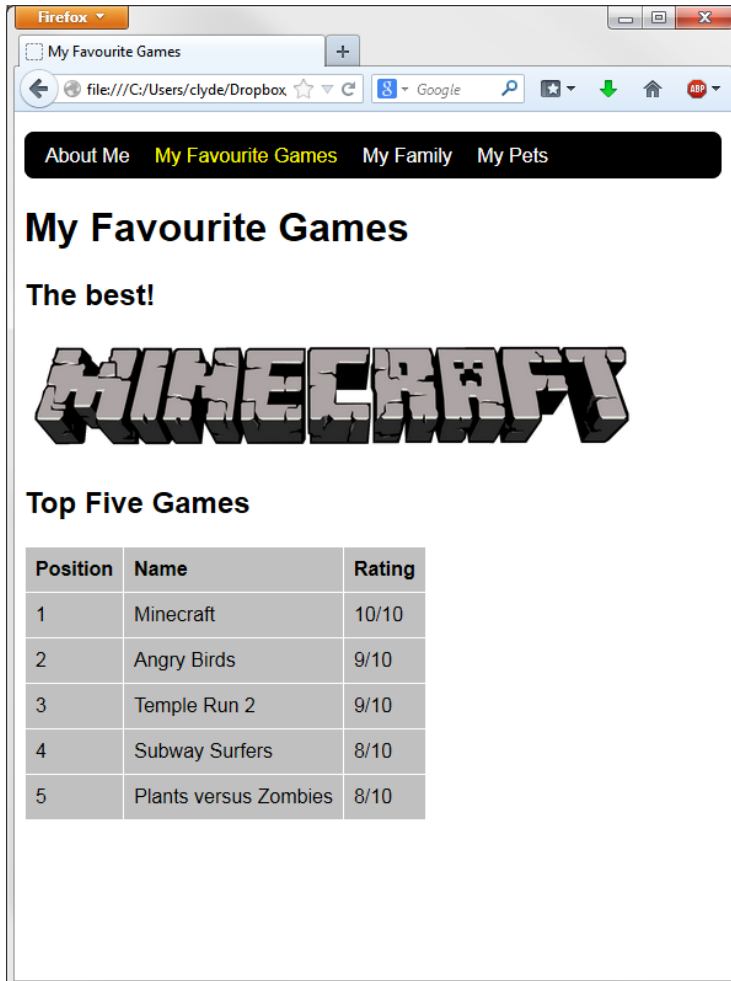 Firefox
My Favourite Games
file:///C:/Users/clyde/Dropbox
8 Google
ABP
About Me My Favourite Games My Family My Pets
My Favourite Games
The best!
MINECRAFT
Top Five Games
Position Name Rating
1 Minecraft 10/10
2 Angry Birds 9/10
3 Temple Run 2 9/10
4 Subway Surfers 8/10
5 Plants versus Zombies 8/10